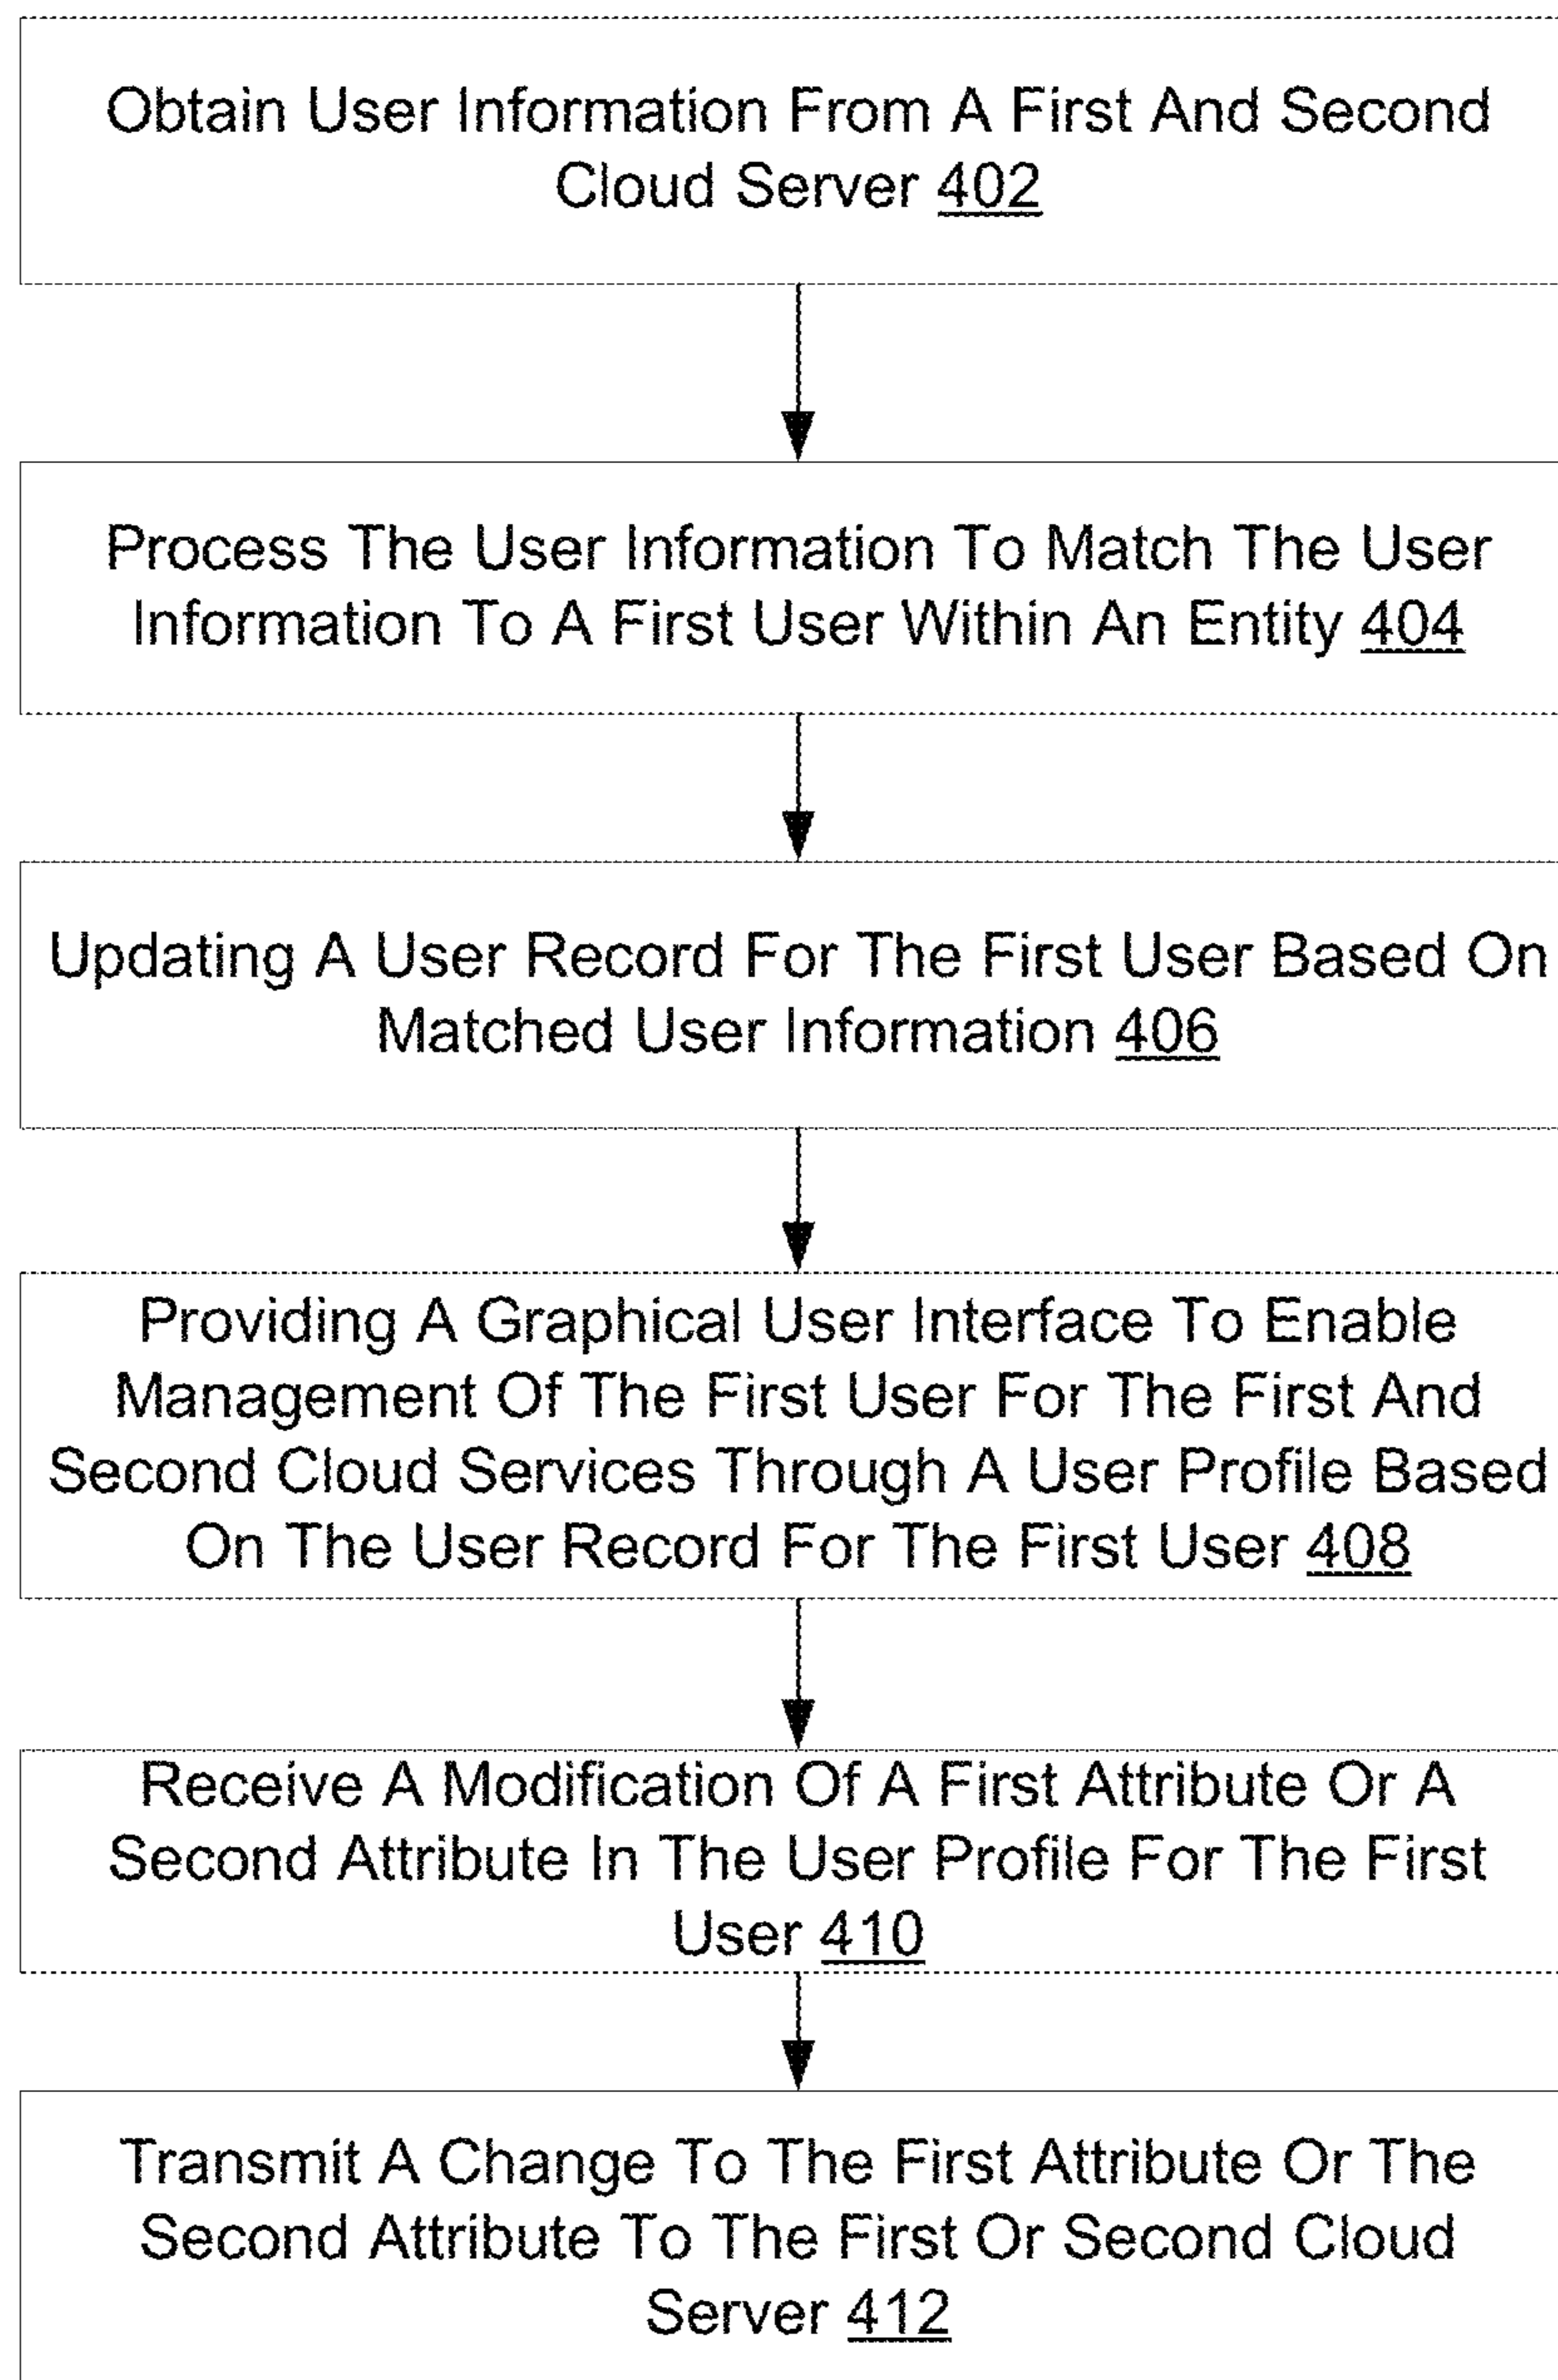 Obtain User Information From A First And Second
Cloud Server 402
Process The User Information To Match The User
Information To A First User Within An Entity 404
Updating A User Record For The First User Based On
Matched User Information 406
Providing A Graphical User Interface To Enable
Management Of The First User For The First And
Second Cloud Services Through A User Profile Based
On The User Record For The First User 408
Receive A Modification Of A First Attribute Or A
Second Attribute In The User Profile For The First
User 410
Transmit A Change To The First Attribute Or The
Second Attribute To The First Or Second Cloud
Server 412